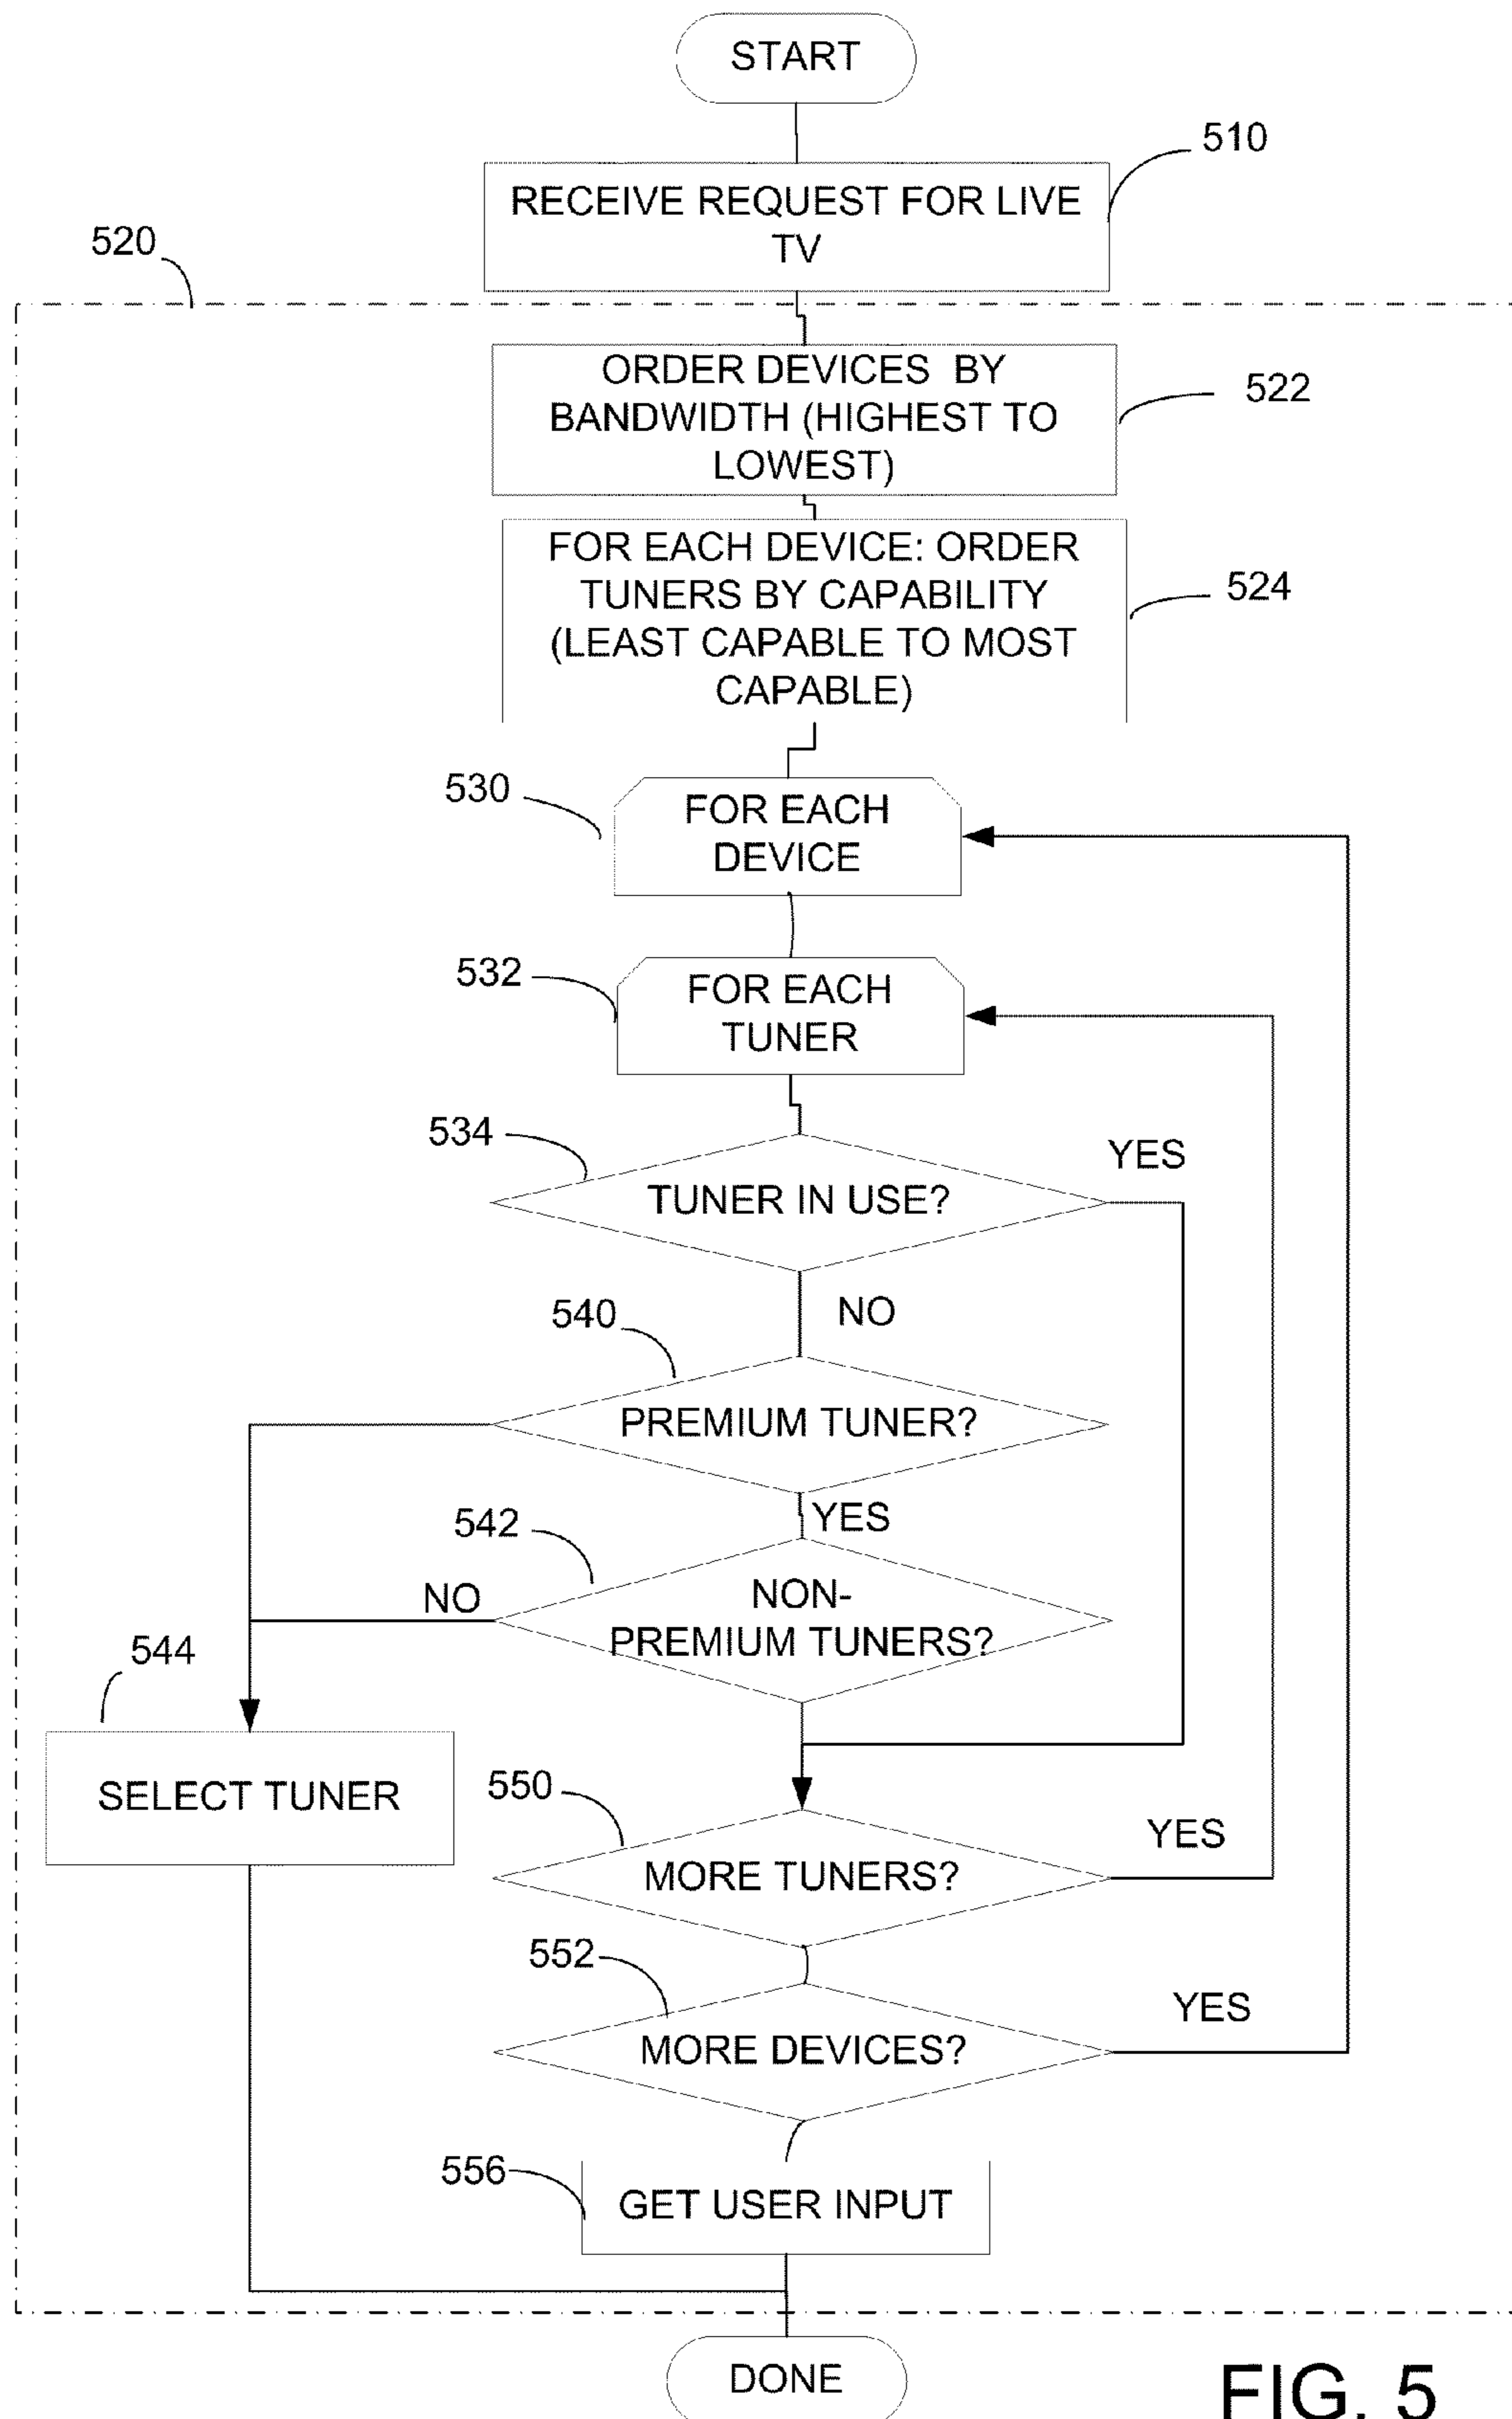 START
510
RECEIVE REQUEST FOR LIVE
TV
520
ORDER DEVICES BY
BANDWIDTH (HIGHEST TO
LOWEST)
522
FOR EACH DEVICE: ORDER
TUNERS BY CAPABILITY
(LEAST CAPABLE TO MOST
CAPABLE)
524
530
FOR EACH
DEVICE
532
FOR EACH
TUNER
534
YES
TUNER IN USE?
NO
540
PREMIUM TUNER?
YES
542
NO
NON-
PREMIUM TUNERS?
544
SELECT TUNER
550
YES
MORE TUNERS?
552
YES
MORE DEVICES?
556
GET USER INPUT
DONE
FIG. 5